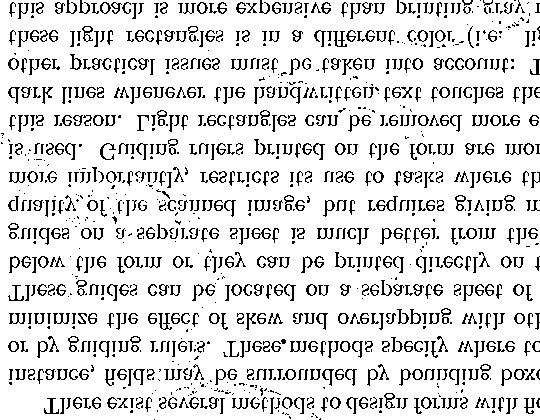 There exist several methods to design forms with fi
instance, fields may be surrounded by bounding boxe
or by guiding rulers. These methods specify where to
minimize the effect of skew and overlapping with oth
These guides can be located on a separate sheet of
below the form or they can be printed directly on t
guides on a separate sheet is much better from the
quality of the scanned image, but requires giving m
more importantly, restricts its use to tasks where th
is used. Guiding rulers printed on the form are mor
this reason. Light rectangles can be removed more e
dark lines whenever the handwritten text touches the
other practical issues must be taken into account: T
these light rectangles is in a different color (i.e. lig
this approach is more expensive than printing gray r